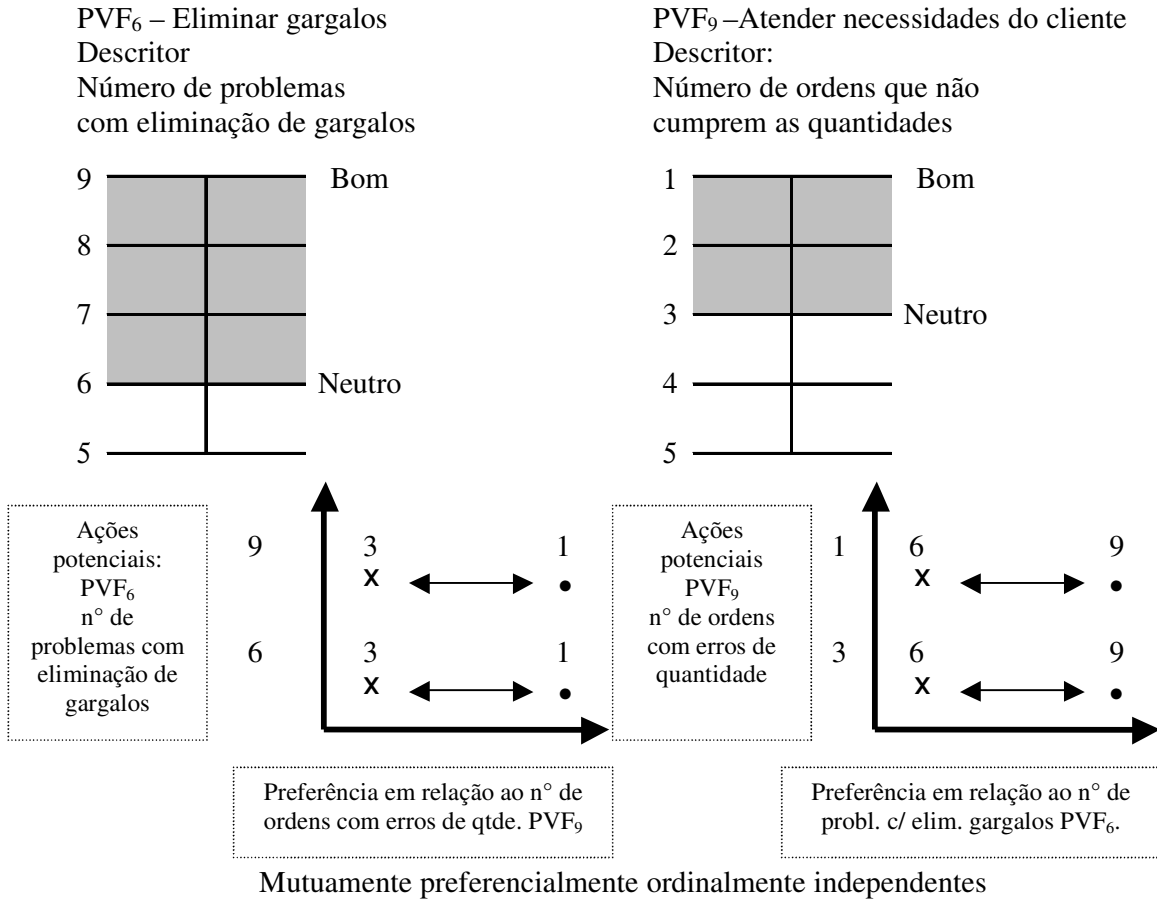 PVF₆ – Eliminar gargalos
Descritor
Número de problemas
com eliminação de gargalos
9 Bom
8
7
6 Neutro
5
PVF₉ –Atender necessidades do cliente
Descritor:
Número de ordens que não
cumprem as quantidades
1 Bom
2
3 Neutro
4
5
Ações
potenciais:
PVF₆
n° de
problemas com
eliminação de
gargalos
9 3 1
x •
6 3 1
x •
Preferência em relação ao n° de
ordens com erros de qtde. PVF₉
Ações
potenciais
PVF₉
n° de ordens
com erros de
quantidade
1 6 9
x •
3 6 9
x •
Preferência em relação ao n° de
probl. c/ elim. gargalos PVF₆.
Mutuamente preferencialmente ordinalmente independentes